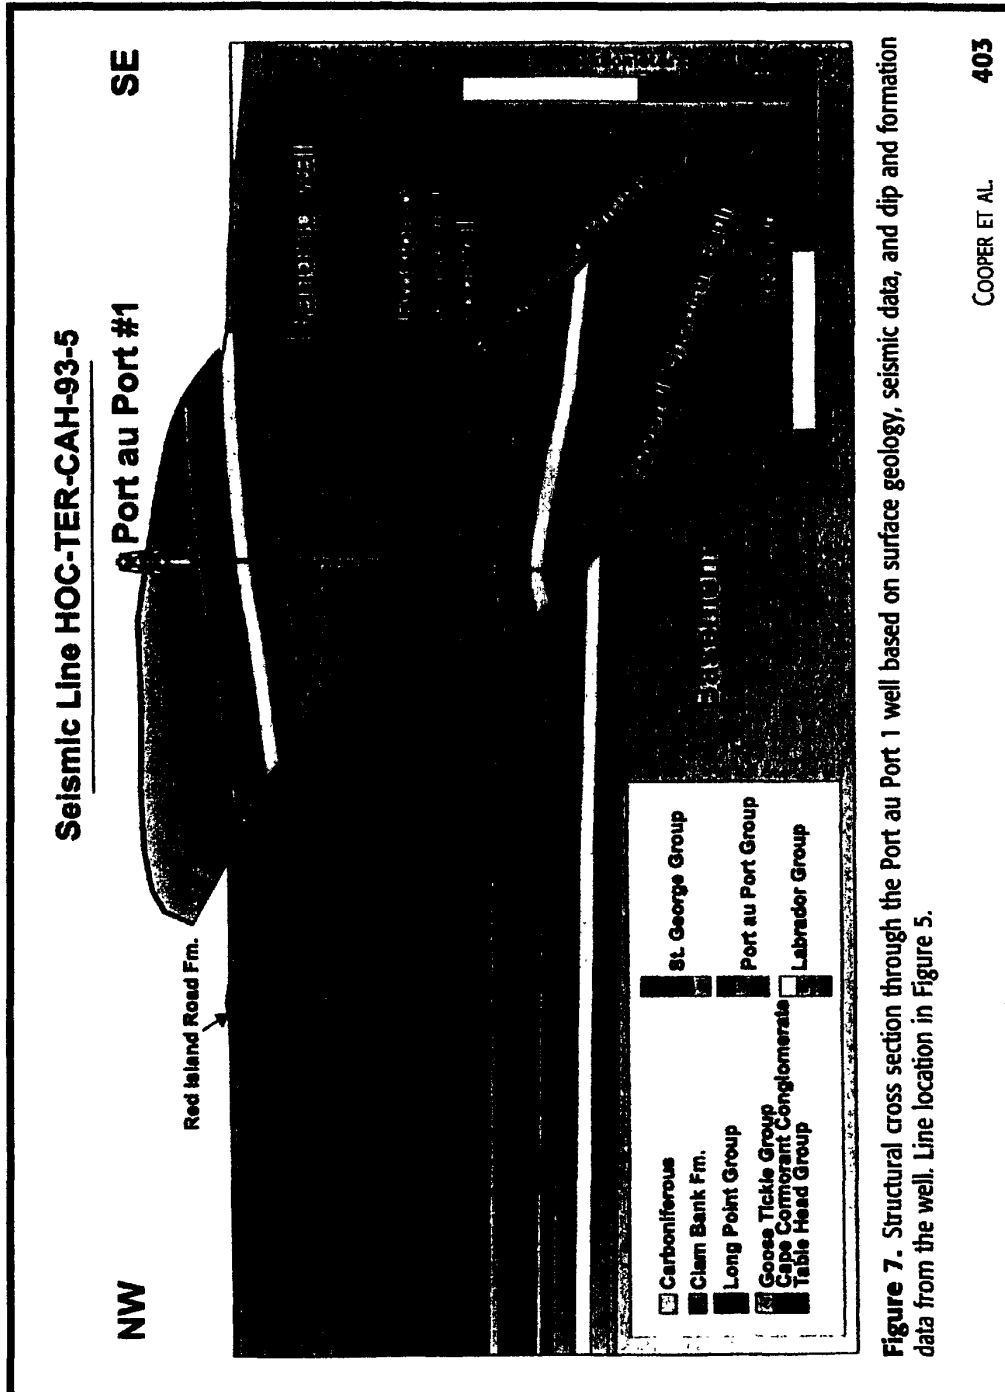 Seismic Line HOC-TER-CAH-93-5
NW
Port au Port #1
SE
Red Island Road Fm.
Basement
Carboniferous
Clam Bank Fm.
Long Point Group
Goose Tickle Group
Cape Cormorant Conglomerate
Table Head Group
St. George Group
Port au Port Group
Labrador Group
Figure 7. Structural cross section through the Port au Port 1 well based on surface geology, seismic data, and dip and formation
data from the well. Line location in Figure 5.
COOPER ET AL.
403